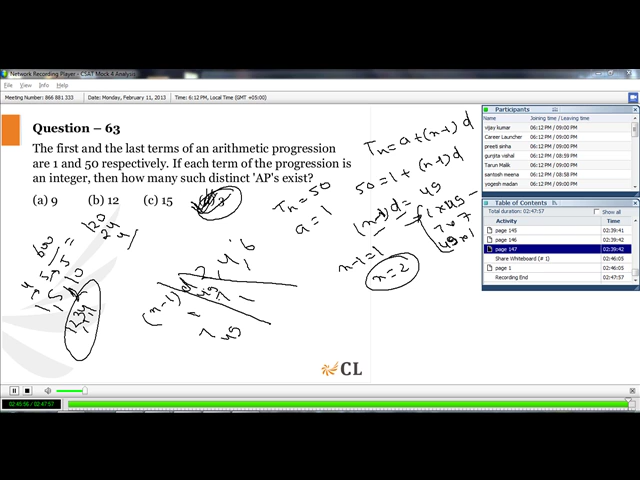 Network Recording Player - CSAT Mock 4 Analysis
File View Info Help
Meeting Number: 866 881 333 Date: Monday, February 11, 2013 Time: 6:12 PM, Local Time (GMT +05:00)
Question – 63
The first and the last terms of an arithmetic progression
are 1 and 50 respectively. If each term of the progression is
an integer, then how many such distinct 'AP's exist?
(a) 9 (b) 12 (c) 15
Tn = a + (n-1) d
50 = 1 + (n-1) d
(n-1) d = 49
1 × 49
7 × 7
49 × 1
n-1 = 1
n = 2
Tn = 50
a = 1
(n-1) d
CL
Participants
Joining time / Leaving time
vijay kumar 06:12 PM / 09:00 PM
Career Launcher 06:12 PM / 09:00 PM
preeti sinha 06:12 PM / 09:00 PM
gunjita vishal 06:12 PM / 09:00 PM
Tarun Malik 06:12 PM / 09:00 PM
santosh meena 06:12 PM / 08:58 PM
yogesh madan 06:12 PM / 09:00 PM
Table of Contents
Total duration: 02:47:57 Show all
Activity Time
page 145 02:39:41
page 146 02:39:42
page 147 02:39:42
Share Whiteboard (# 1) 02:46:05
page 1 02:46:05
Recording End 02:47:57
02:45:56 / 02:47:57